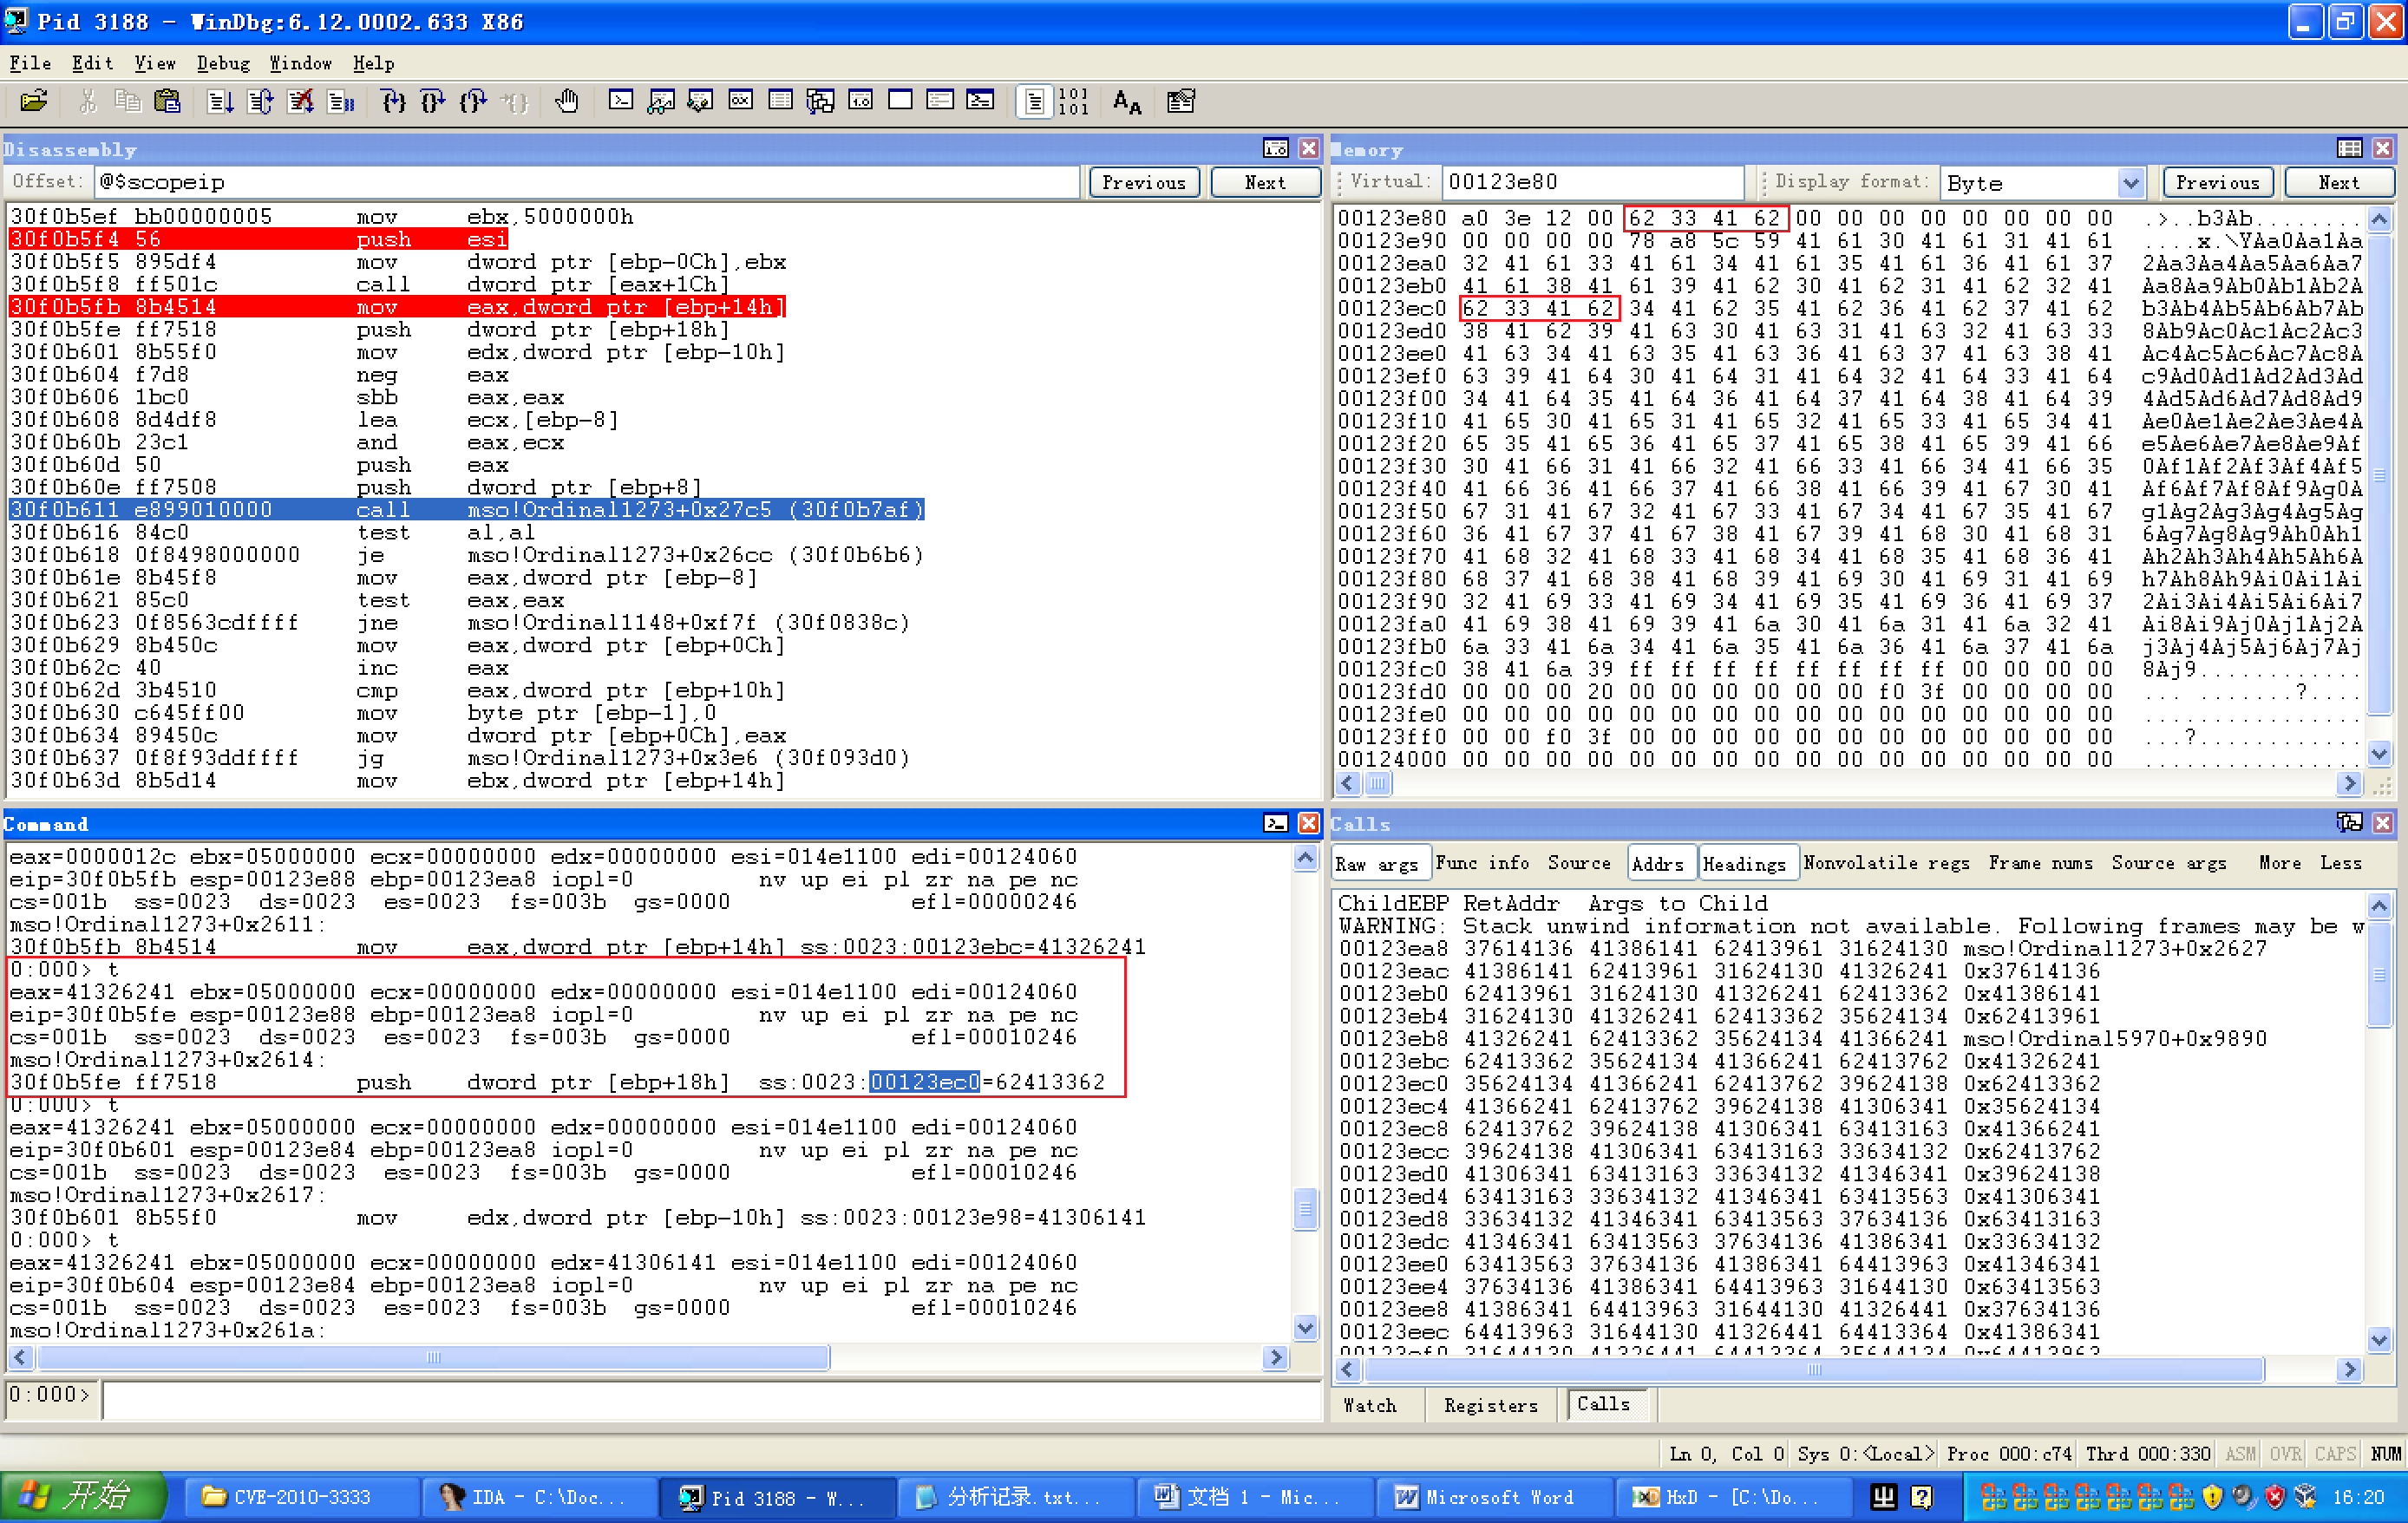 Pid 3188 - WinDbg:6.12.0002.633 X86
File Edit View Debug Window Help
Disassembly
Offset: @$scopeip Previous Next
30f0b5ef bb00000005 mov ebx,5000000h
30f0b5f4 56 push esi
30f0b5f5 895df4 mov dword ptr [ebp-0Ch],ebx
30f0b5f8 ff501c call dword ptr [eax+1Ch]
30f0b5fb 8b4514 mov eax,dword ptr [ebp+14h]
30f0b5fe ff7518 push dword ptr [ebp+18h]
30f0b601 8b55f0 mov edx,dword ptr [ebp-10h]
30f0b604 f7d8 neg eax
30f0b606 1bc0 sbb eax,eax
30f0b608 8d4df8 lea ecx,[ebp-8]
30f0b60b 23c1 and eax,ecx
30f0b60d 50 push eax
30f0b60e ff7508 push dword ptr [ebp+8]
30f0b611 e899010000 call mso!Ordinal1273+0x27c5 (30f0b7af)
30f0b616 84c0 test al,al
30f0b618 0f8498000000 je mso!Ordinal1273+0x26cc (30f0b6b6)
30f0b61e 8b45f8 mov eax,dword ptr [ebp-8]
30f0b621 85c0 test eax,eax
30f0b623 0f8563cdffff jne mso!Ordinal1148+0xf7f (30f0838c)
30f0b629 8b450c mov eax,dword ptr [ebp+0Ch]
30f0b62c 40 inc eax
30f0b62d 3b4510 cmp eax,dword ptr [ebp+10h]
30f0b630 c645ff00 mov byte ptr [ebp-1],0
30f0b634 89450c mov dword ptr [ebp+0Ch],eax
30f0b637 0f8f93ddffff jg mso!Ordinal1273+0x3e6 (30f093d0)
30f0b63d 8b5d14 mov ebx,dword ptr [ebp+14h]
Memory
Virtual: 00123e80 Display format: Byte Previous Next
00123e80 a0 3e 12 00 62 33 41 62 00 00 00 00 00 00 00 00 .>..b3Ab........
00123e90 00 00 00 00 78 a8 5c 59 41 61 30 41 61 31 41 61 ....x.\YAa0Aa1Aa
00123ea0 32 41 61 33 41 61 34 41 61 35 41 61 36 41 61 37 2Aa3Aa4Aa5Aa6Aa7
00123eb0 41 61 38 41 61 39 41 62 30 41 62 31 41 62 32 41 Aa8Aa9Ab0Ab1Ab2A
00123ec0 62 33 41 62 34 41 62 35 41 62 36 41 62 37 41 62 b3Ab4Ab5Ab6Ab7Ab
00123ed0 38 41 62 39 41 63 30 41 63 31 41 63 32 41 63 33 8Ab9Ac0Ac1Ac2Ac3
00123ee0 41 63 34 41 63 35 41 63 36 41 63 37 41 63 38 41 Ac4Ac5Ac6Ac7Ac8A
00123ef0 63 39 41 64 30 41 64 31 41 64 32 41 64 33 41 64 c9Ad0Ad1Ad2Ad3Ad
00123f00 34 41 64 35 41 64 36 41 64 37 41 64 38 41 64 39 4Ad5Ad6Ad7Ad8Ad9
00123f10 41 65 30 41 65 31 41 65 32 41 65 33 41 65 34 41 Ae0Ae1Ae2Ae3Ae4A
00123f20 65 35 41 65 36 41 65 37 41 65 38 41 65 39 41 66 e5Ae6Ae7Ae8Ae9Af
00123f30 30 41 66 31 41 66 32 41 66 33 41 66 34 41 66 35 0Af1Af2Af3Af4Af5
00123f40 41 66 36 41 66 37 41 66 38 41 66 39 41 67 30 41 Af6Af7Af8Af9Ag0A
00123f50 67 31 41 67 32 41 67 33 41 67 34 41 67 35 41 67 g1Ag2Ag3Ag4Ag5Ag
00123f60 36 41 67 37 41 67 38 41 67 39 41 68 30 41 68 31 6Ag7Ag8Ag9Ah0Ah1
00123f70 41 68 32 41 68 33 41 68 34 41 68 35 41 68 36 41 Ah2Ah3Ah4Ah5Ah6A
00123f80 68 37 41 68 38 41 68 39 41 69 30 41 69 31 41 69 h7Ah8Ah9Ai0Ai1Ai
00123f90 32 41 69 33 41 69 34 41 69 35 41 69 36 41 69 37 2Ai3Ai4Ai5Ai6Ai7
00123fa0 41 69 38 41 69 39 41 6a 30 41 6a 31 41 6a 32 41 Ai8Ai9Aj0Aj1Aj2A
00123fb0 6a 33 41 6a 34 41 6a 35 41 6a 36 41 6a 37 41 6a j3Aj4Aj5Aj6Aj7Aj
00123fc0 38 41 6a 39 ff ff ff ff ff ff ff ff 00 00 00 00 8Aj9............
00123fd0 00 00 00 20 00 00 00 00 00 00 f0 3f 00 00 00 00 ... .......?....
00123fe0 00 00 00 00 00 00 00 00 00 00 00 00 00 00 00 00 ................
00123ff0 00 00 f0 3f 00 00 00 00 00 00 00 00 00 00 00 00 ...?............
00124000 00 00 00 00 00 00 00 00 00 00 00 00 00 00 00 00 ................
Command
eax=0000012c ebx=05000000 ecx=00000000 edx=00000000 esi=014e1100 edi=00124060
eip=30f0b5fb esp=00123e88 ebp=00123ea8 iopl=0 nv up ei pl zr na pe nc
cs=001b ss=0023 ds=0023 es=0023 fs=003b gs=0000 efl=00000246
mso!Ordinal1273+0x2611:
30f0b5fb 8b4514 mov eax,dword ptr [ebp+14h] ss:0023:00123ebc=41326241
0:000> t
eax=41326241 ebx=05000000 ecx=00000000 edx=00000000 esi=014e1100 edi=00124060
eip=30f0b5fe esp=00123e88 ebp=00123ea8 iopl=0 nv up ei pl zr na pe nc
cs=001b ss=0023 ds=0023 es=0023 fs=003b gs=0000 efl=00010246
mso!Ordinal1273+0x2614:
30f0b5fe ff7518 push dword ptr [ebp+18h] ss:0023:00123ec0=62413362
0:000> t
eax=41326241 ebx=05000000 ecx=00000000 edx=00000000 esi=014e1100 edi=00124060
eip=30f0b601 esp=00123e84 ebp=00123ea8 iopl=0 nv up ei pl zr na pe nc
cs=001b ss=0023 ds=0023 es=0023 fs=003b gs=0000 efl=00010246
mso!Ordinal1273+0x2617:
30f0b601 8b55f0 mov edx,dword ptr [ebp-10h] ss:0023:00123e98=41306141
0:000> t
eax=41326241 ebx=05000000 ecx=00000000 edx=41306141 esi=014e1100 edi=00124060
eip=30f0b604 esp=00123e84 ebp=00123ea8 iopl=0 nv up ei pl zr na pe nc
cs=001b ss=0023 ds=0023 es=0023 fs=003b gs=0000 efl=00010246
mso!Ordinal1273+0x261a:
0:000>
Calls
Raw args Func info Source Addrs Headings Nonvolatile regs Frame nums Source args More Less
ChildEBP RetAddr Args to Child
WARNING: Stack unwind information not available. Following frames may be w
00123ea8 37614136 41386141 62413961 31624130 mso!Ordinal1273+0x2627
00123eac 41386141 62413961 31624130 41326241 0x37614136
00123eb0 62413961 31624130 41326241 62413362 0x41386141
00123eb4 31624130 41326241 62413362 35624134 0x62413961
00123eb8 41326241 62413362 35624134 41366241 mso!Ordinal5970+0x9890
00123ebc 62413362 35624134 41366241 62413762 0x41326241
00123ec0 35624134 41366241 62413762 39624138 0x62413362
00123ec4 41366241 62413762 39624138 41306341 0x35624134
00123ec8 62413762 39624138 41306341 63413163 0x41366241
00123ecc 39624138 41306341 63413163 33634132 0x62413762
00123ed0 41306341 63413163 33634132 41346341 0x39624138
00123ed4 63413163 33634132 41346341 63413563 0x41306341
00123ed8 33634132 41346341 63413563 37634136 0x63413163
00123edc 41346341 63413563 37634136 41386341 0x33634132
00123ee0 63413563 37634136 41386341 64413963 0x41346341
00123ee4 37634136 41386341 64413963 31644130 0x63413563
00123ee8 41386341 64413963 31644130 41326441 0x37634136
00123eec 64413963 31644130 41326441 64413364 0x41386341
00123ef0 31644130 41326441 64413364 35644134 0x64413963
Watch Registers Calls
Ln 0, Col 0 Sys 0:<Local> Proc 000:c74 Thrd 000:330 ASM OVR CAPS NUM
开始 CVE-2010-3333 IDA - C:\Doc... Pid 3188 - W... 分析记录.txt... 文档 1 - Mic... Microsoft Word HxD - [C:\Do... 16:20